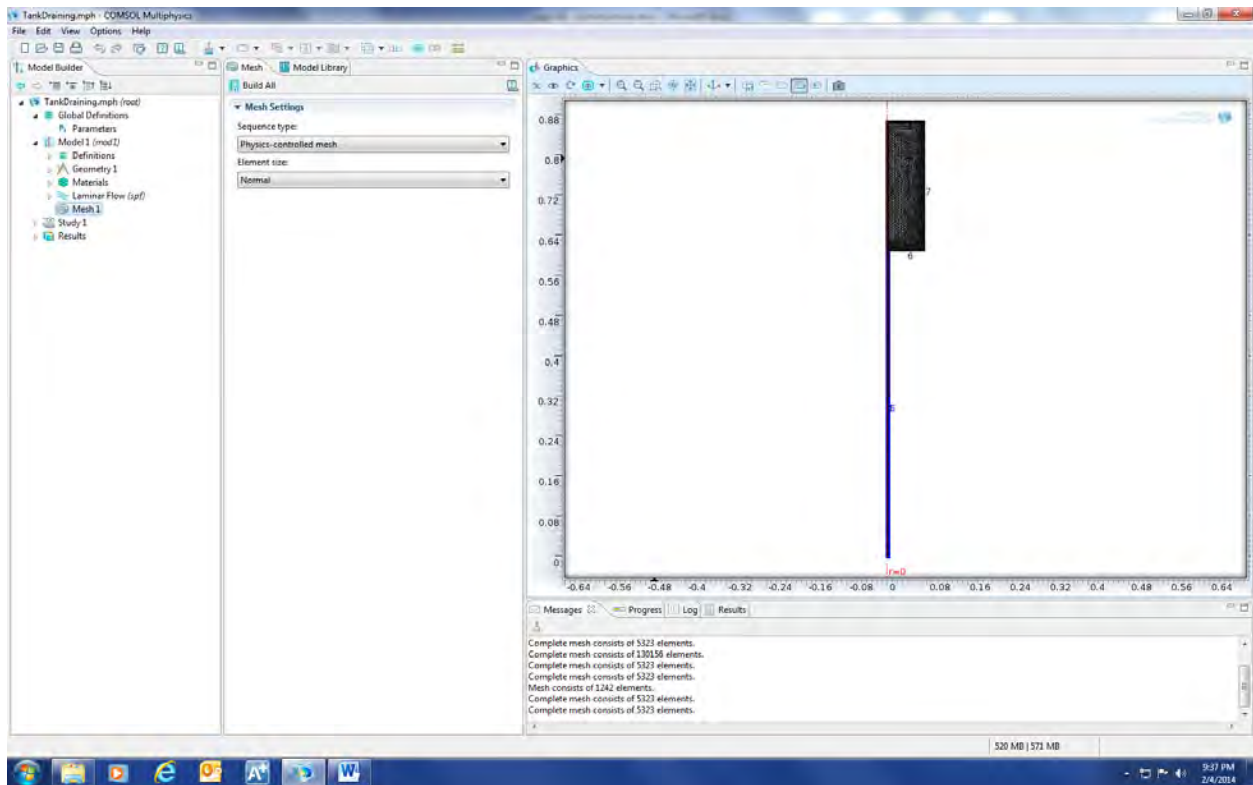 TankDraining.mph - COMSOL Multiphysics
File Edit View Options Help
Model Builder
TankDraining.mph (root)
Global Definitions
Parameters
Model 1 (mod1)
Definitions
Geometry 1
Materials
Laminar Flow (spf)
Mesh 1
Study 1
Results
Mesh Model Library
Build All
Mesh Settings
Sequence type:
Physics-controlled mesh
Element size:
Normal
Graphics
0.88
0.8
0.72
0.64
0.56
0.48
0.4
0.32
0.24
0.16
0.08
0
7
6
5
r=0
-0.64 -0.56 -0.48 -0.4 -0.32 -0.24 -0.16 -0.08 0 0.08 0.16 0.24 0.32 0.4 0.48 0.56 0.64
Messages Progress Log Results
Complete mesh consists of 5323 elements.
Complete mesh consists of 130156 elements.
Complete mesh consists of 5323 elements.
Complete mesh consists of 5323 elements.
Mesh consists of 1242 elements.
Complete mesh consists of 5323 elements.
Complete mesh consists of 5323 elements.
520 MB | 571 MB
9:37 PM
2/4/2014